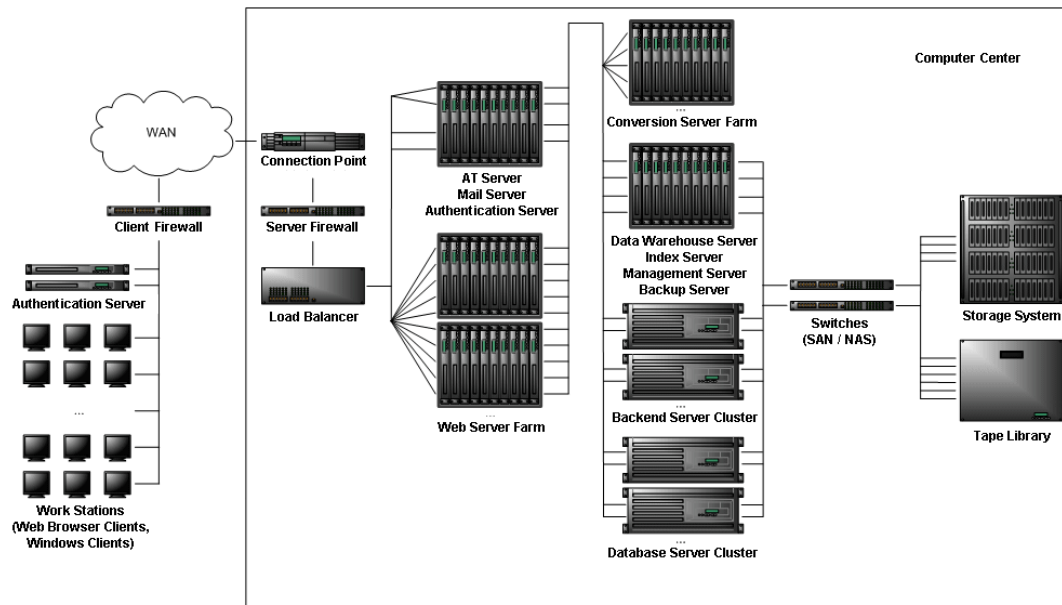 Computer Center
WAN
Connection Point
Client Firewall
Server Firewall
Authentication Server
Load Balancer
...
Work Stations
(Web Browser Clients,
Windows Clients)
AT Server
Mail Server
Authentication Server
...
Web Server Farm
...
Conversion Server Farm
Data Warehouse Server
Index Server
Management Server
Backup Server
...
Backend Server Cluster
...
Database Server Cluster
Switches
(SAN / NAS)
Storage System
Tape Library